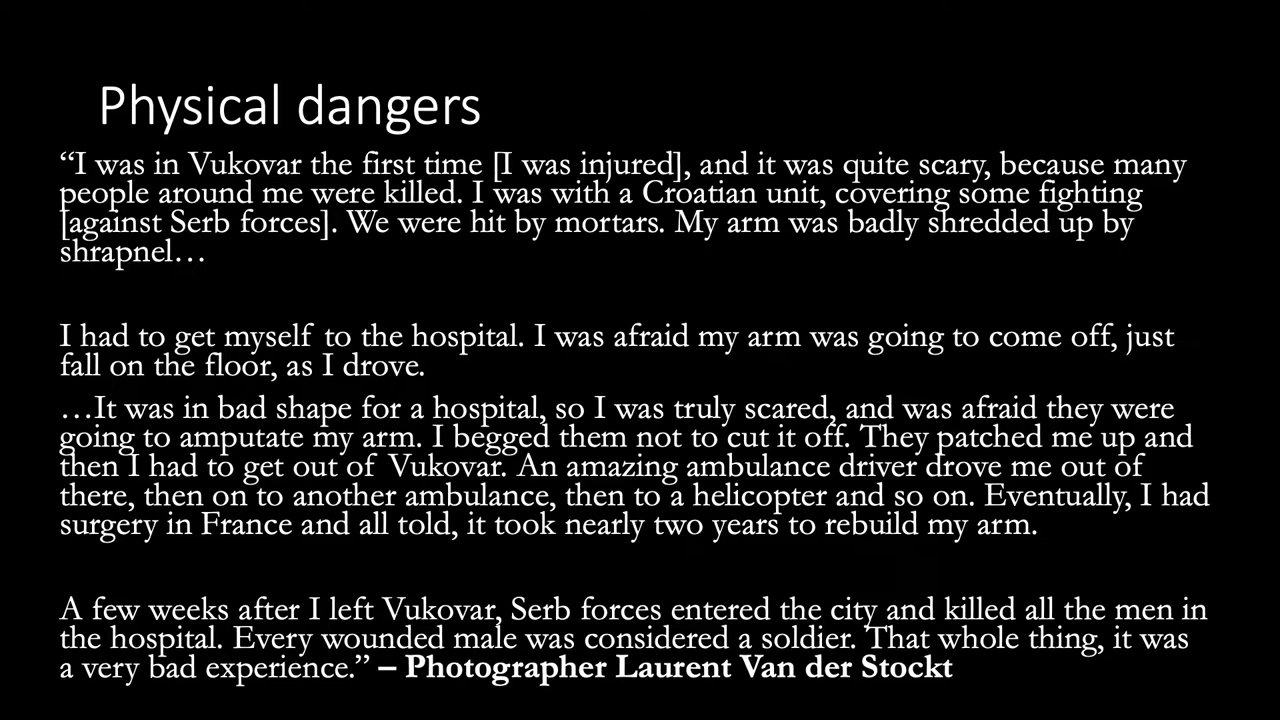 Physical dangers
“I was in Vukovar the first time [I was injured], and it was quite scary, because many
people around me were killed. I was with a Croatian unit, covering some fighting
[against Serb forces]. We were hit by mortars. My arm was badly shredded up by
shrapnel…
I had to get myself to the hospital. I was afraid my arm was going to come off, just
fall on the floor, as I drove.
…It was in bad shape for a hospital, so I was truly scared, and was afraid they were
going to amputate my arm. I begged them not to cut it off. They patched me up and
then I had to get out of Vukovar. An amazing ambulance driver drove me out of
there, then on to another ambulance, then to a helicopter and so on. Eventually, I had
surgery in France and all told, it took nearly two years to rebuild my arm.
A few weeks after I left Vukovar, Serb forces entered the city and killed all the men in
the hospital. Every wounded male was considered a soldier. That whole thing, it was
a very bad experience.” – Photographer Laurent Van der Stockt